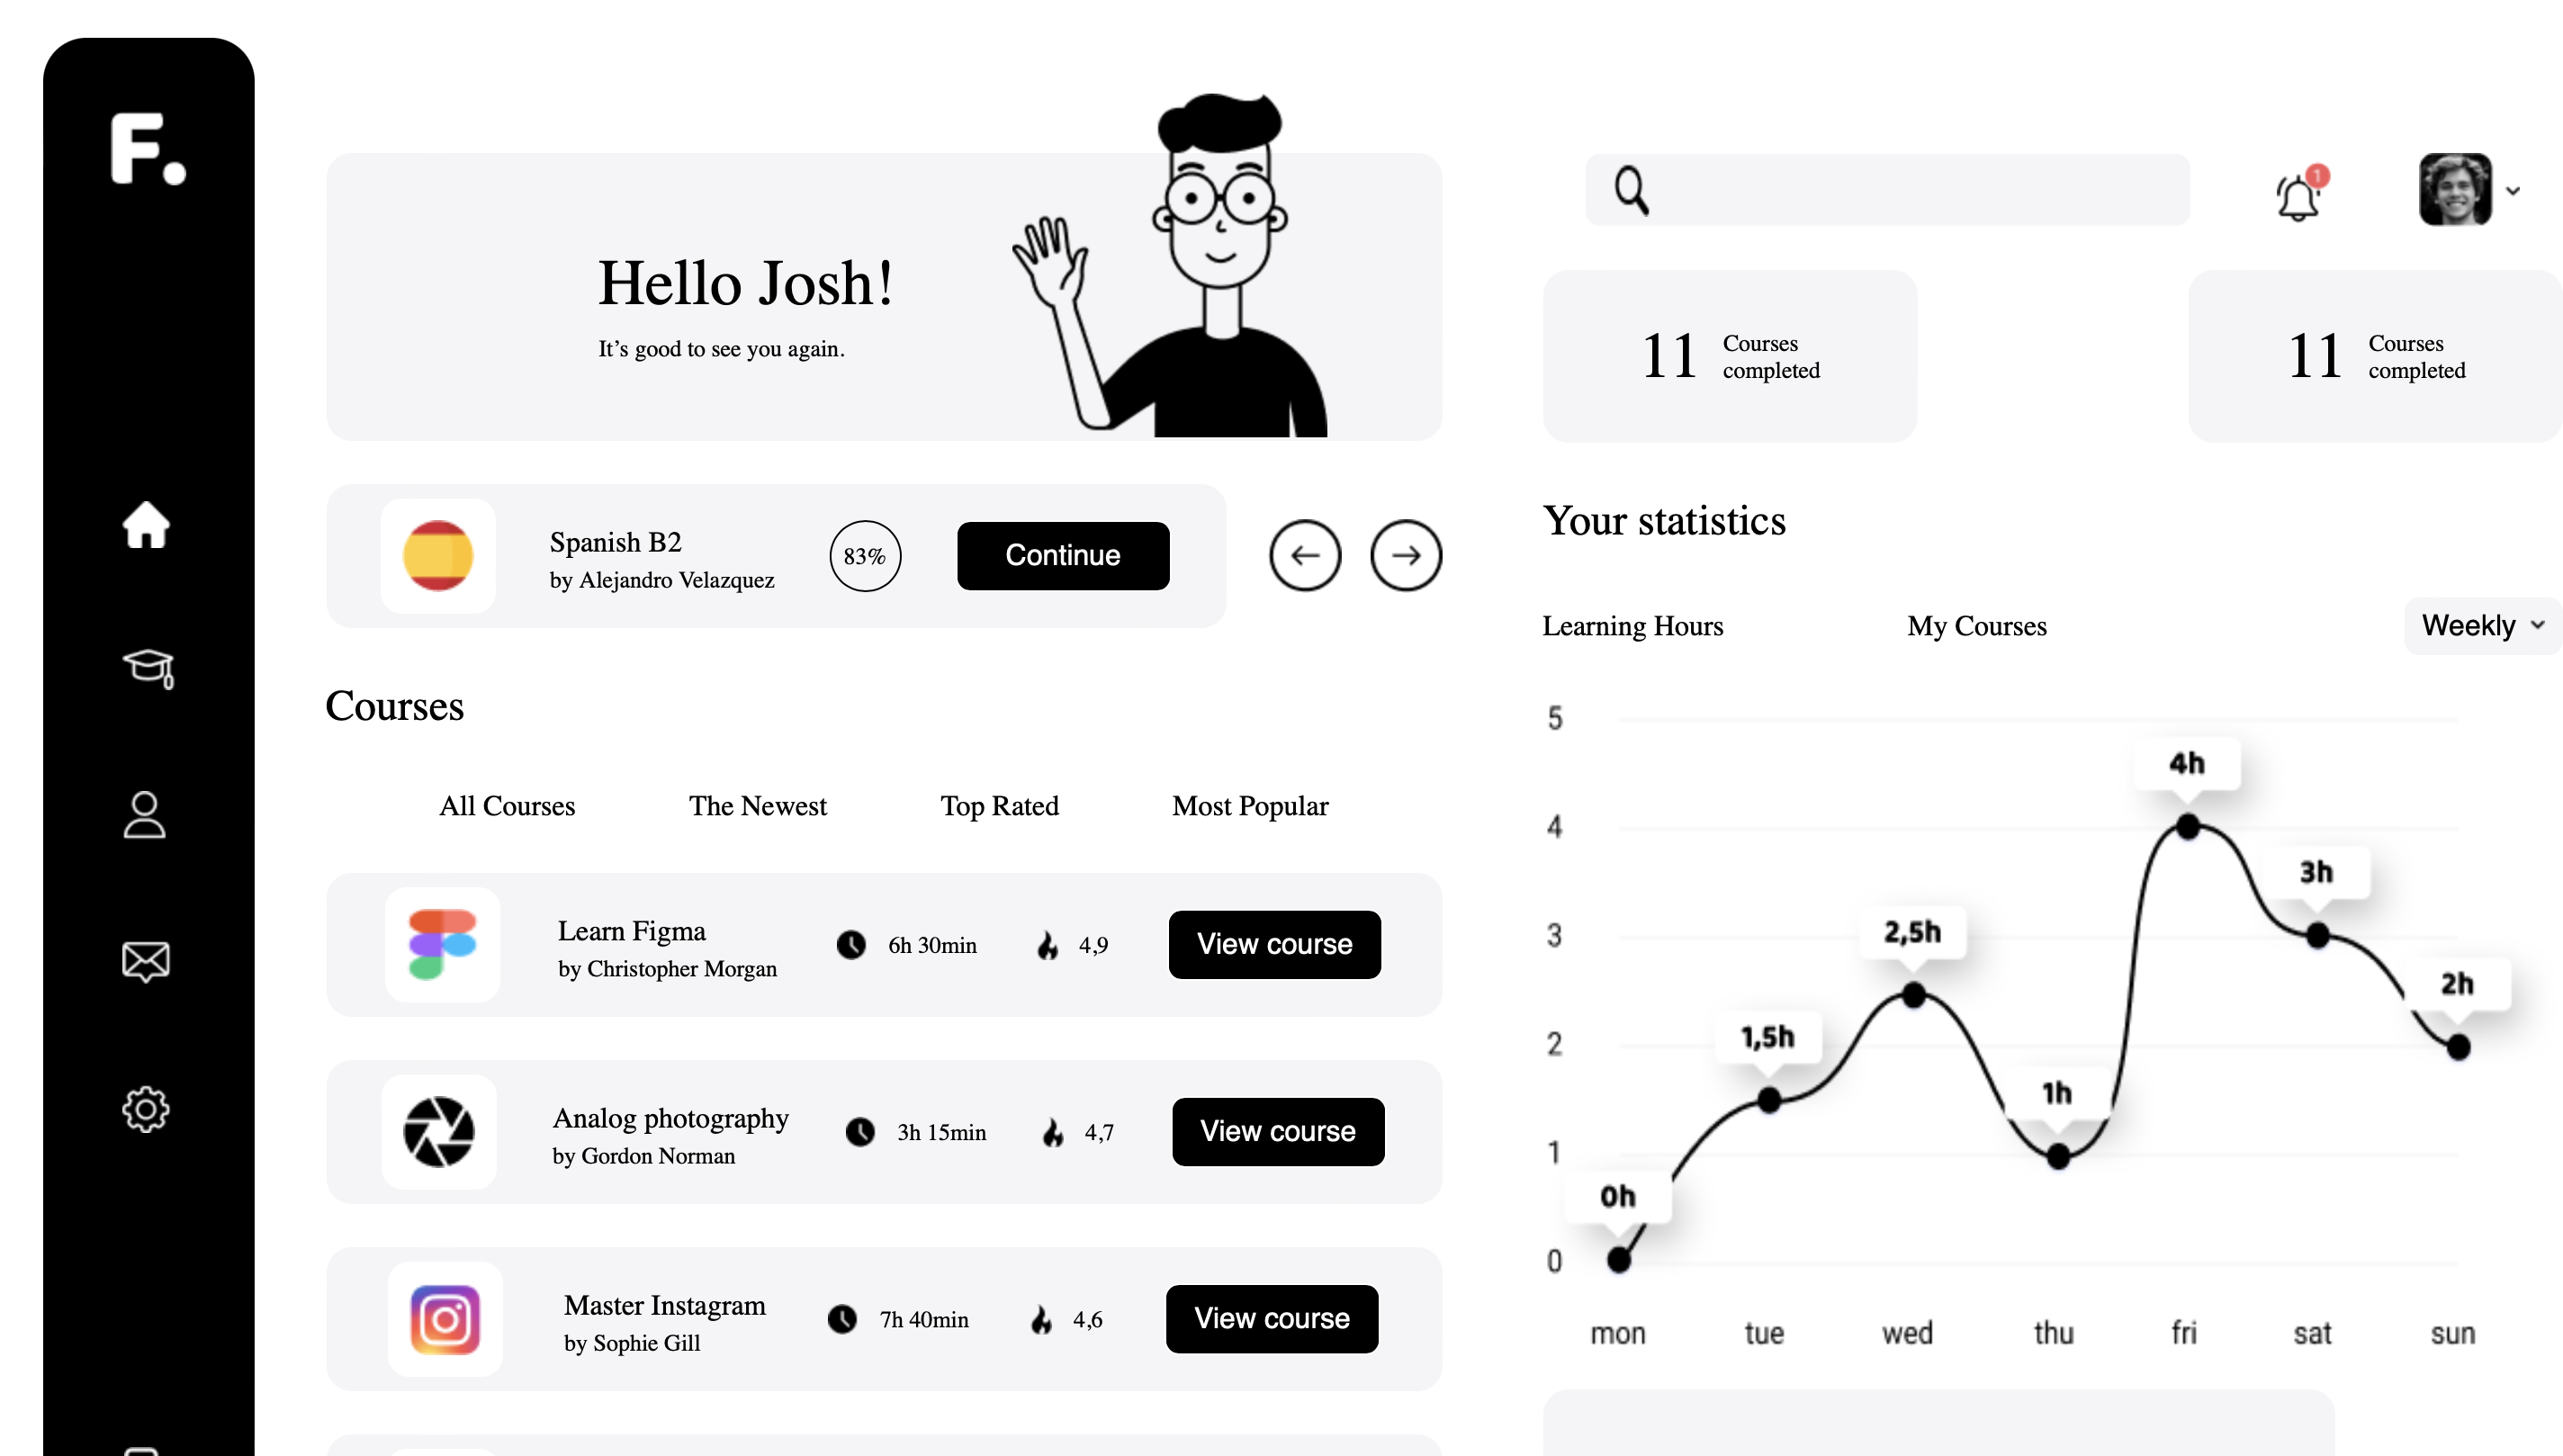 F.
Hello Josh!
It's good to see you again.
1
11
Courses
completed
11
Courses
completed
Spanish B2
by Alejandro Velazquez
83%
Continue
Courses
All Courses
The Newest
Top Rated
Most Popular
Learn Figma
by Christopher Morgan
6h 30min
4,9
View course
Analog photography
by Gordon Norman
3h 15min
4,7
View course
Master Instagram
by Sophie Gill
7h 40min
4,6
View course
Your statistics
Learning Hours
My Courses
Weekly
5
4
3
2
1
0
0h
1,5h
2,5h
1h
4h
3h
2h
mon
tue
wed
thu
fri
sat
sun